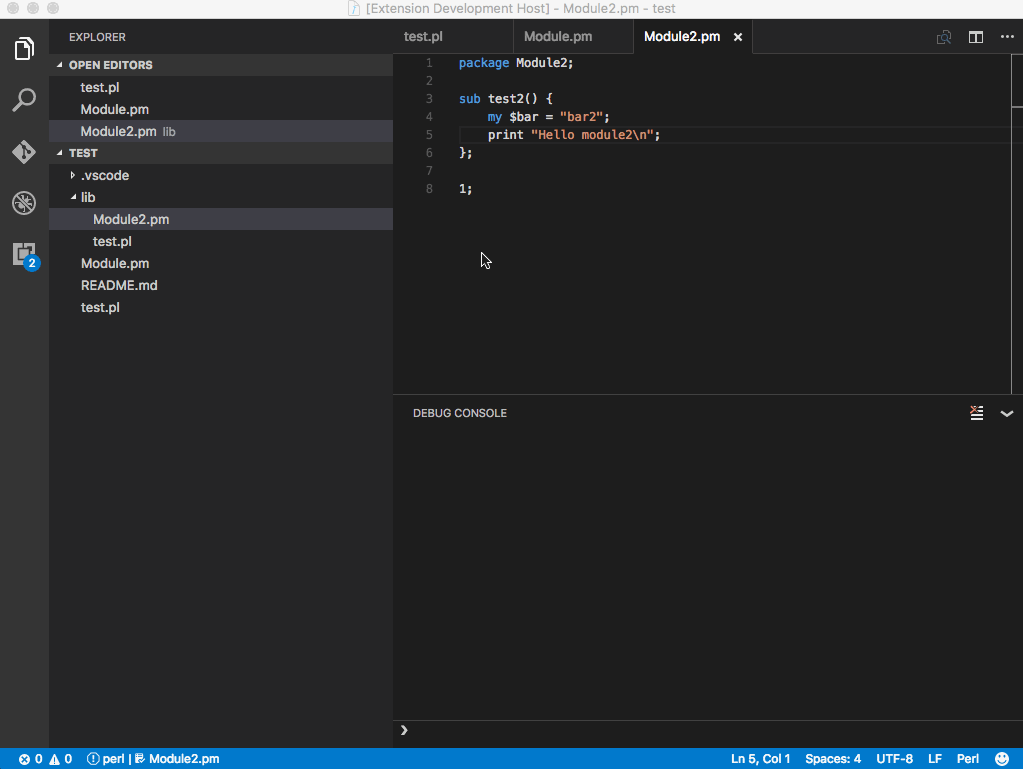 [Extension Development Host] - Module2.pm - test
EXPLORER
OPEN EDITORS
test.pl
Module.pm
Module2.pm lib
TEST
.vscode
lib
Module2.pm
test.pl
Module.pm
README.md
test.pl
2
test.pl Module.pm Module2.pm
1 package Module2;
2
3 sub test2() {
4     my $bar = "bar2";
5     print "Hello module2\n";
6 };
7
8 1;
DEBUG CONSOLE
0 0 perl | Module2.pm Ln 5, Col 1 Spaces: 4 UTF-8 LF Perl